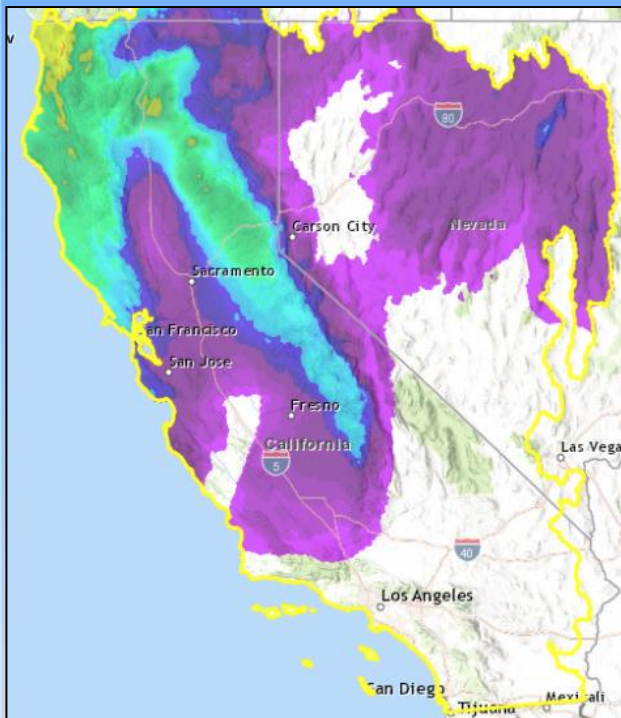 v
80
Carson City
Nevada
Sacramento
an Francisco
San Jose
Fresno
California
5
Las Vega
40
Los Angeles
an Diego
Tijuana
Mexicali